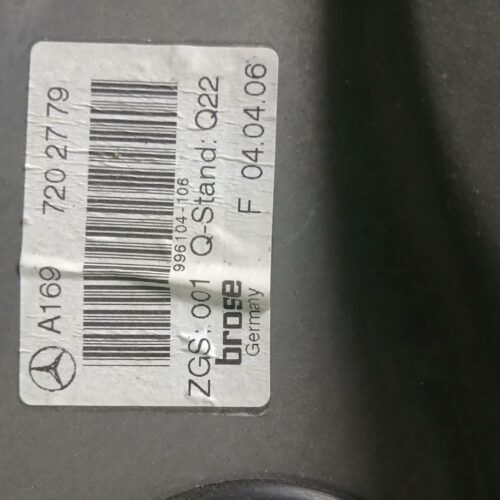 A169 720 27 79
996104-106
ZGS: 001 Q-Stand: Q22
brose F 04.04.06
Germany